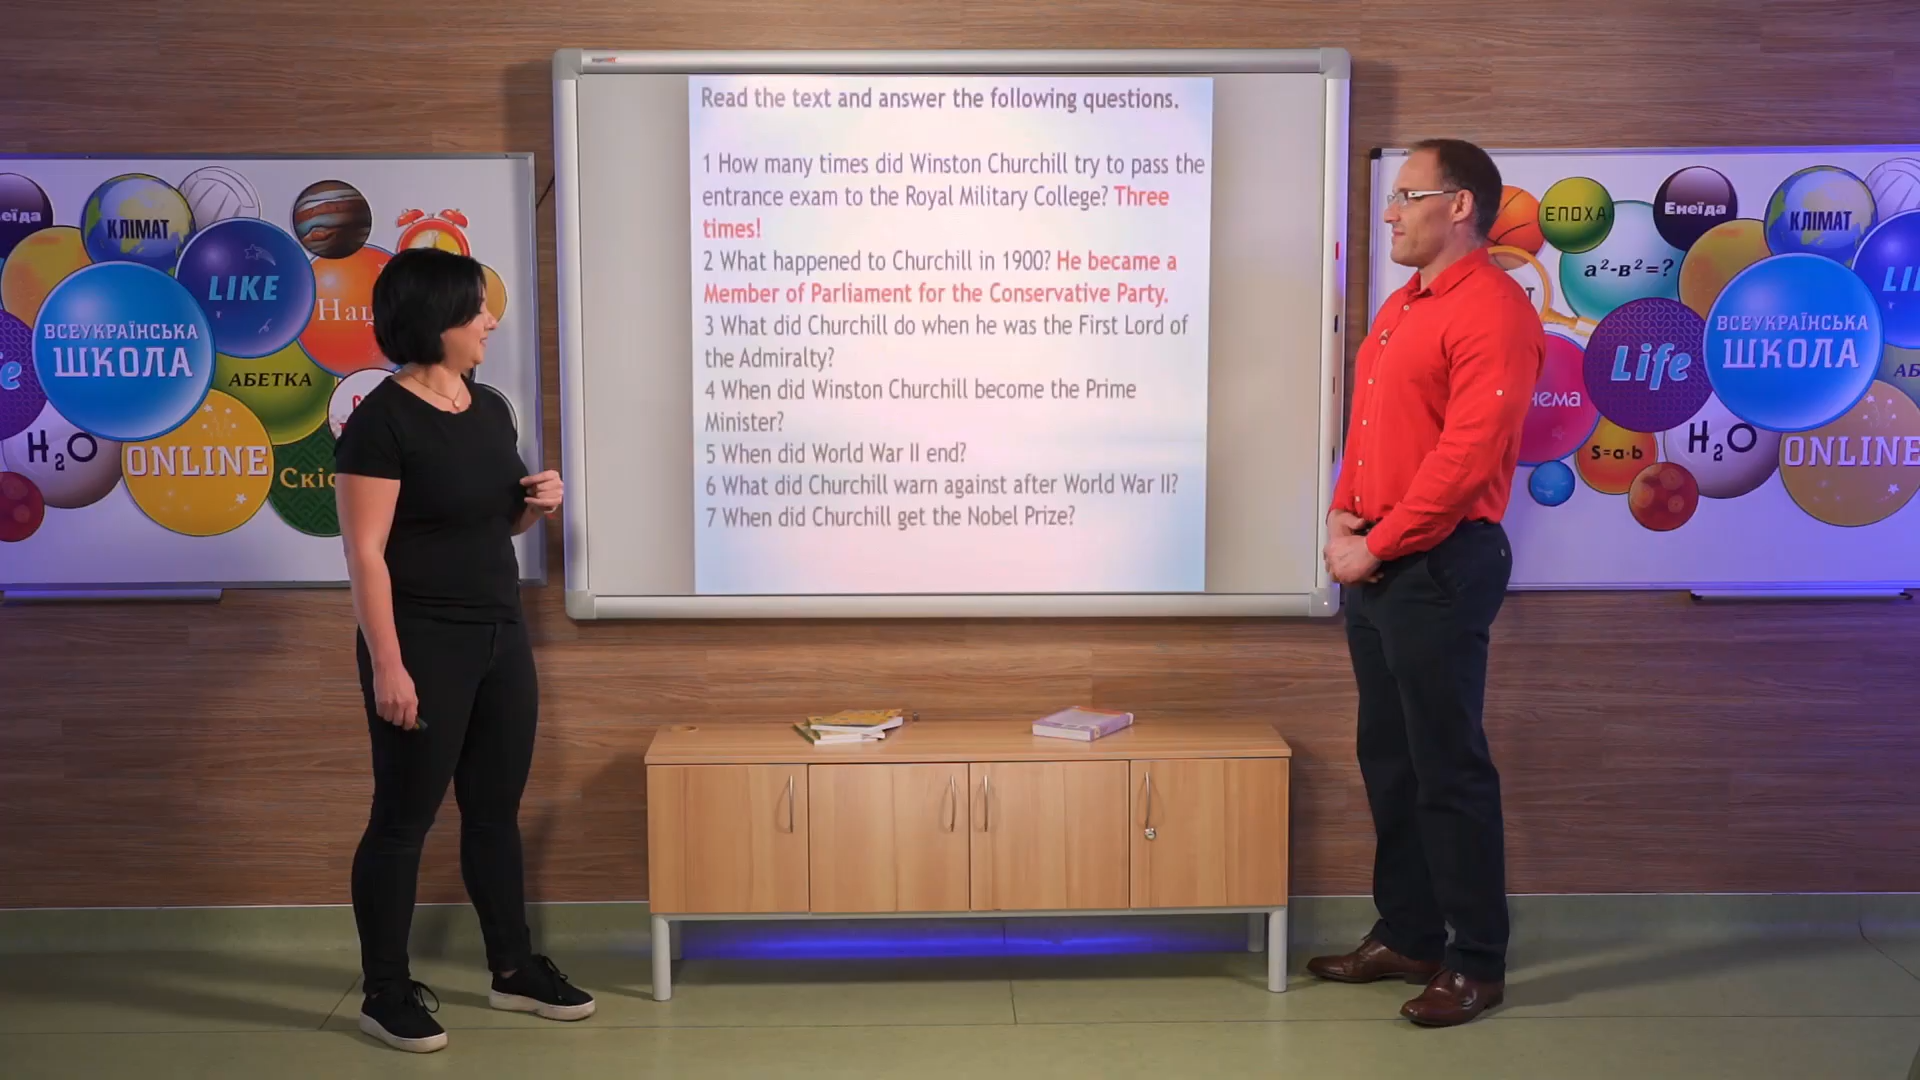 Read the text and answer the following questions.
1 How many times did Winston Churchill try to pass the
entrance exam to the Royal Military College? Three
times!
2 What happened to Churchill in 1900? He became a
Member of Parliament for the Conservative Party.
3 What did Churchill do when he was the First Lord of
the Admiralty?
4 When did Winston Churchill become the Prime
Minister?
5 When did World War II end?
6 What did Churchill warn against after World War II?
7 When did Churchill get the Nobel Prize?
КЛІМАТ
LIKE
ВСЕУКРАЇНСЬКА
ШКОЛА
АБЕТКА
H₂O
ONLINE
ЕПОХА
Енеїда
КЛІМАТ
a²-в²=?
Life
ВСЕУКРАЇНСЬКА
ШКОЛА
S=a·b
H₂O
ONLINE